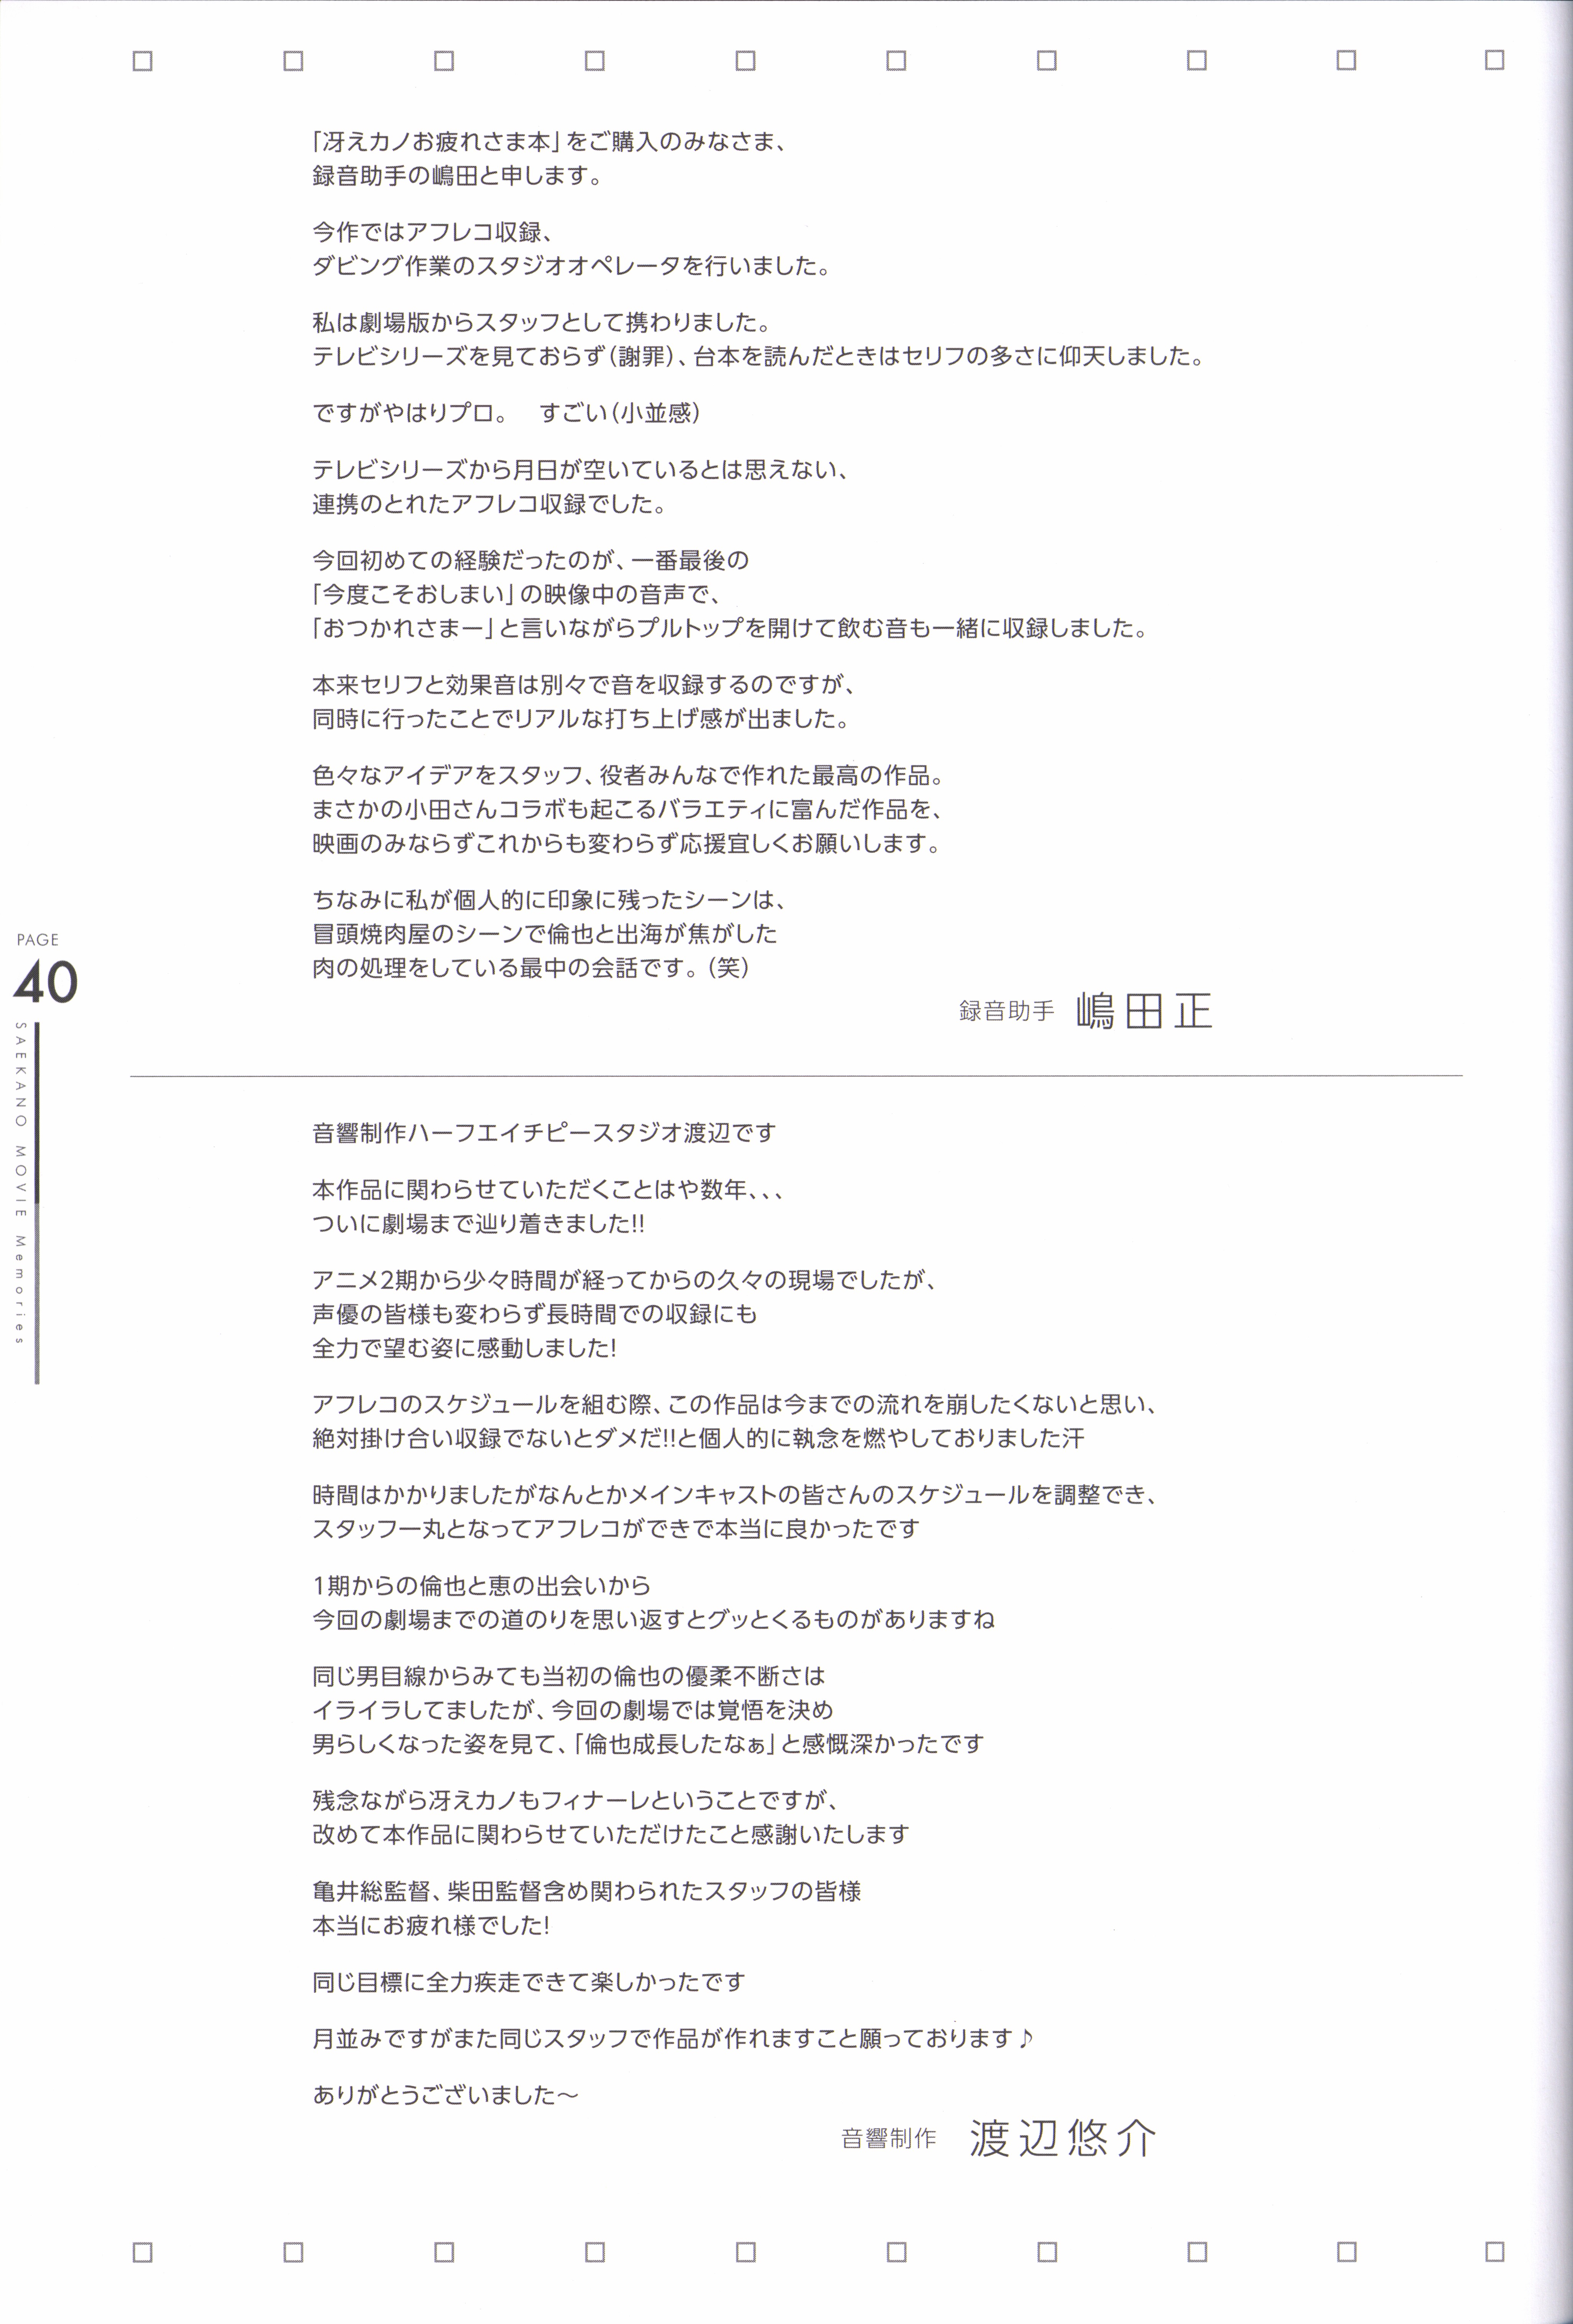 「冴えカノお疲れさま本」をご購入のみなさま、
録音助手の嶋田と申します。
今作ではアフレコ収録、
ダビング作業のスタジオオペレータを行いました。
私は劇場版からスタッフとして携わりました。
テレビシリーズを見ておらず(謝罪)、台本を読んだときはセリフの多さに仰天しました。
ですがやはりプロ。　すごい(小並感)
テレビシリーズから月日が空いているとは思えない、
連携のとれたアフレコ収録でした。
今回初めての経験だったのが、一番最後の
「今度こそおしまい」の映像中の音声で、
「おつかれさまー」と言いながらプルトップを開けて飲む音も一緒に収録しました。
本来セリフと効果音は別々で音を収録するのですが、
同時に行ったことでリアルな打ち上げ感が出ました。
色々なアイデアをスタッフ、役者みんなで作れた最高の作品。
まさかの小田さんコラボも起こるバラエティに富んだ作品を、
映画のみならずこれからも変わらず応援宜しくお願いします。
ちなみに私が個人的に印象に残ったシーンは、
冒頭焼肉屋のシーンで倫也と出海が焦がした
肉の処理をしている最中の会話です。(笑)
録音助手 嶋田正
PAGE
40
SAEKANO MOVIE Memories
音響制作ハーフエイチピースタジオ渡辺です
本作品に関わらせていただくことはや数年、、、
ついに劇場まで辿り着きました!!
アニメ2期から少々時間が経ってからの久々の現場でしたが、
声優の皆様も変わらず長時間での収録にも
全力で望む姿に感動しました!
アフレコのスケジュールを組む際、この作品は今までの流れを崩したくないと思い、
絶対掛け合い収録でないとダメだ!!と個人的に執念を燃やしておりました汗
時間はかかりましたがなんとかメインキャストの皆さんのスケジュールを調整でき、
スタッフ一丸となってアフレコができで本当に良かったです
1期からの倫也と恵の出会いから
今回の劇場までの道のりを思い返すとグッとくるものがありますね
同じ男目線からみても当初の倫也の優柔不断さは
イライラしてましたが、今回の劇場では覚悟を決め
男らしくなった姿を見て、「倫也成長したなぁ」と感慨深かったです
残念ながら冴えカノもフィナーレということですが、
改めて本作品に関わらせていただけたこと感謝いたします
亀井総監督、柴田監督含め関わられたスタッフの皆様
本当にお疲れ様でした!
同じ目標に全力疾走できて楽しかったです
月並みですがまた同じスタッフで作品が作れますこと願っております♪
ありがとうございました〜
音響制作 渡辺悠介